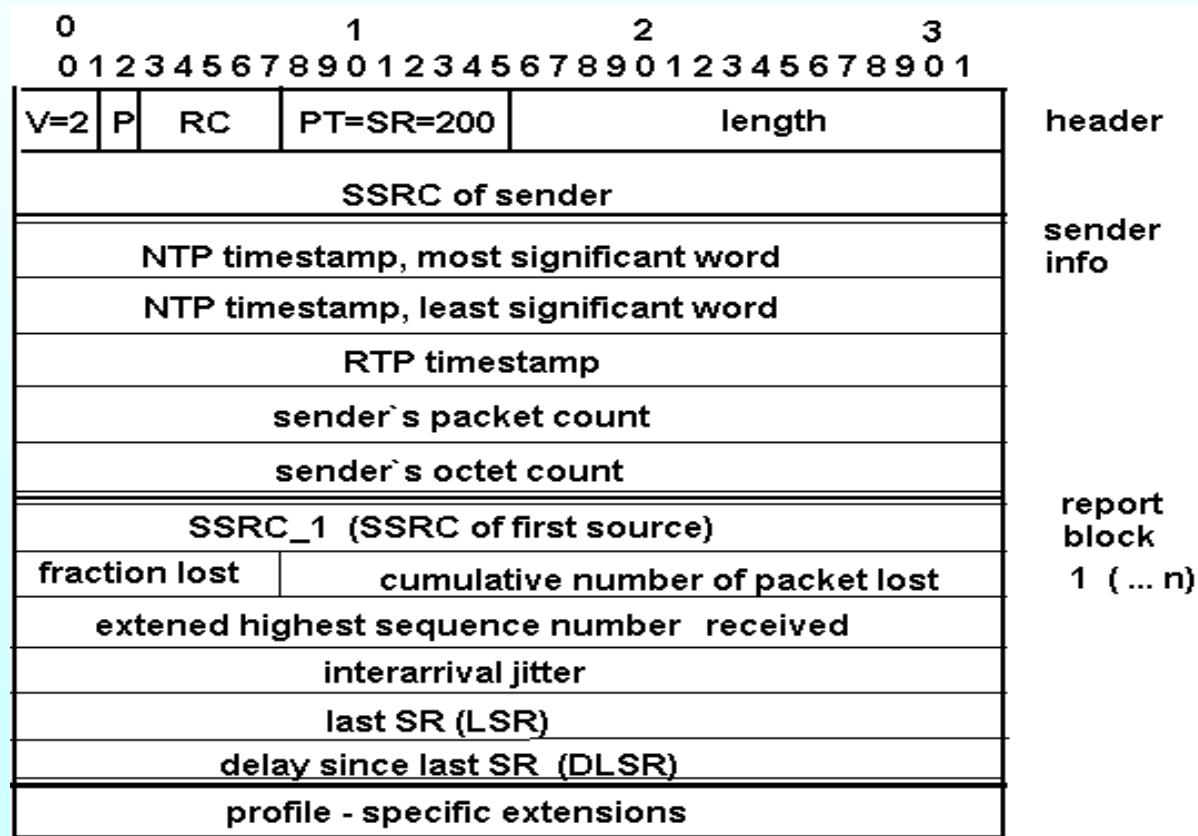 0 1 2 3
0 1 2 3 4 5 6 7 8 9 0 1 2 3 4 5 6 7 8 9 0 1 2 3 4 5 6 7 8 9 0 1
V=2 P RC PT=SR=200 length header
SSRC of sender
sender
info
NTP timestamp, most significant word
NTP timestamp, least significant word
RTP timestamp
sender`s packet count
sender`s octet count
report
block
1 ( ... n)
SSRC_1 (SSRC of first source)
fraction lost cumulative number of packet lost
extened highest sequence number received
interarrival jitter
last SR (LSR)
delay since last SR (DLSR)
profile - specific extensions